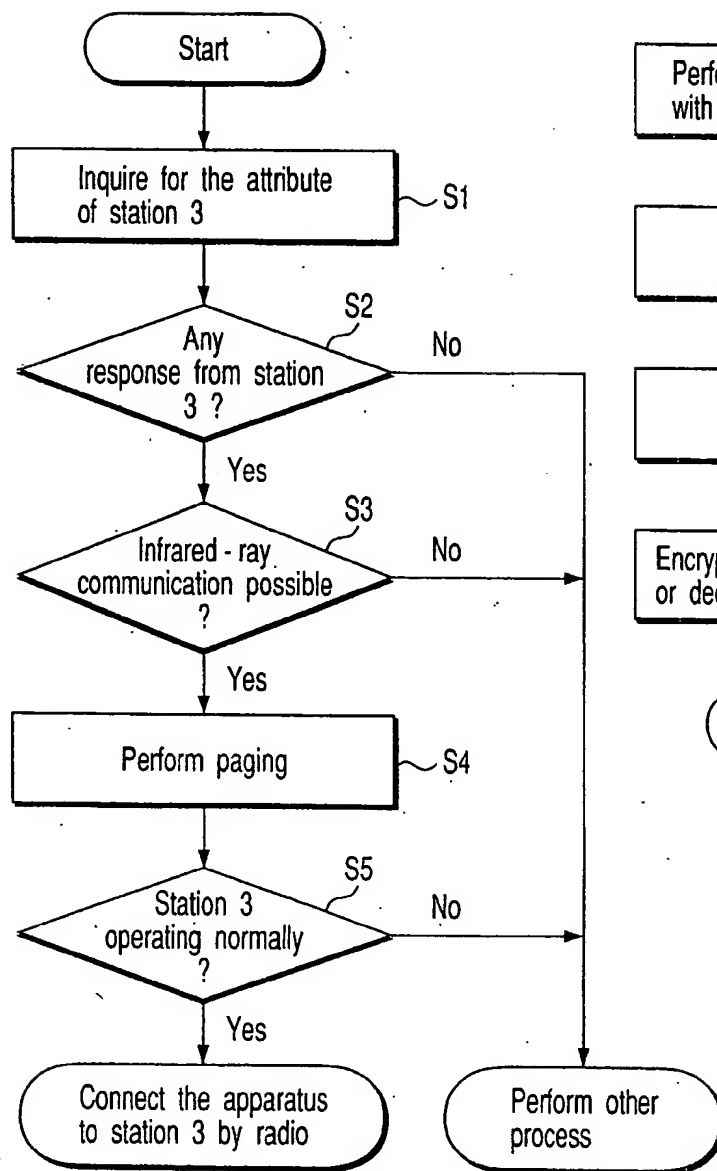 Start
Inquire for the attribute
of station 3
S1
S2
Any
response from station
3 ?
No
Yes
S3
Infrared - ray
communication possible
?
No
Yes
Perform paging
S4
S5
Station 3
operating normally
?
No
Yes
Connect the apparatus
to station 3 by radio
Perform other
process
with
or